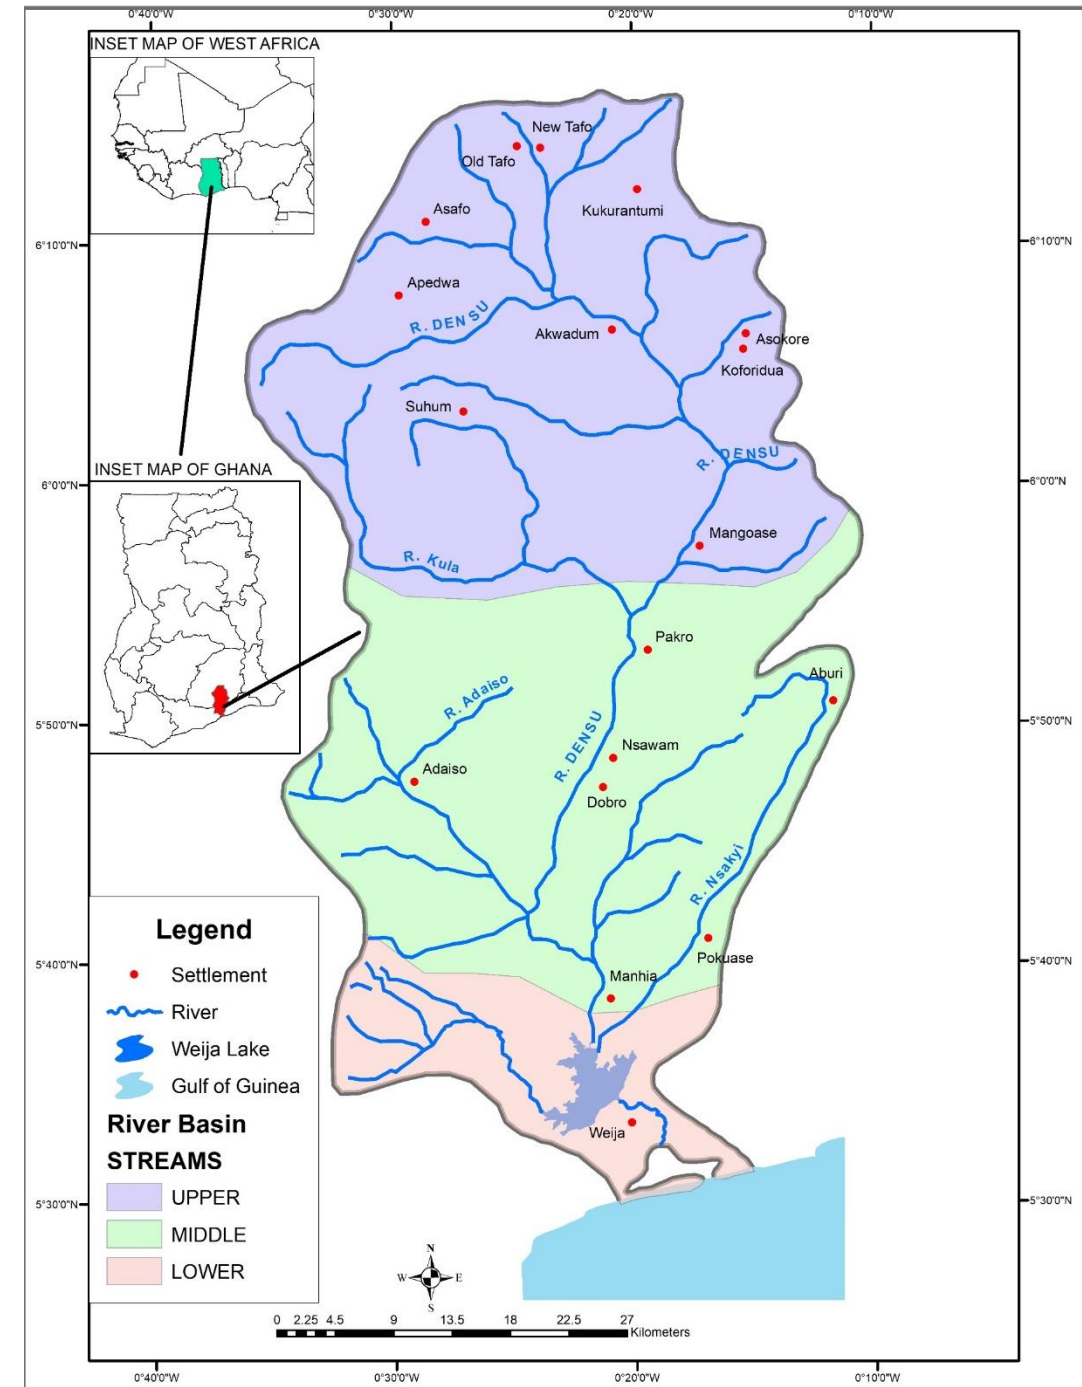 0°40'0"W 0°30'0"W 0°20'0"W 0°10'0"W
INSET MAP OF WEST AFRICA
New Tafo
Old Tafo
Kukurantumi
Asafo
6°10'0"N 6°10'0"N
Apedwa
R. DENSU
Akwadum
Asokore
Koforidua
Suhum
R. DENSU
INSET MAP OF GHANA
6°0'0"N 6°0'0"N
Mangoase
R. Kula
Pakro
Aburi
R. Adaiso
5°50'0"N 5°50'0"N
R. DENSU
Nsawam
Adaiso
Dobro
R. Nsakyi
Pokuase
5°40'0"N 5°40'0"N
Manhia
Weija
Legend
Settlement
River
Weija Lake
Gulf of Guinea
River Basin
STREAMS
UPPER
MIDDLE
LOWER
5°30'0"N 5°30'0"N
N
W E
S
0 2.25 4.5 9 13.5 18 22.5 27
Kilometers
0°40'0"W 0°30'0"W 0°20'0"W 0°10'0"W